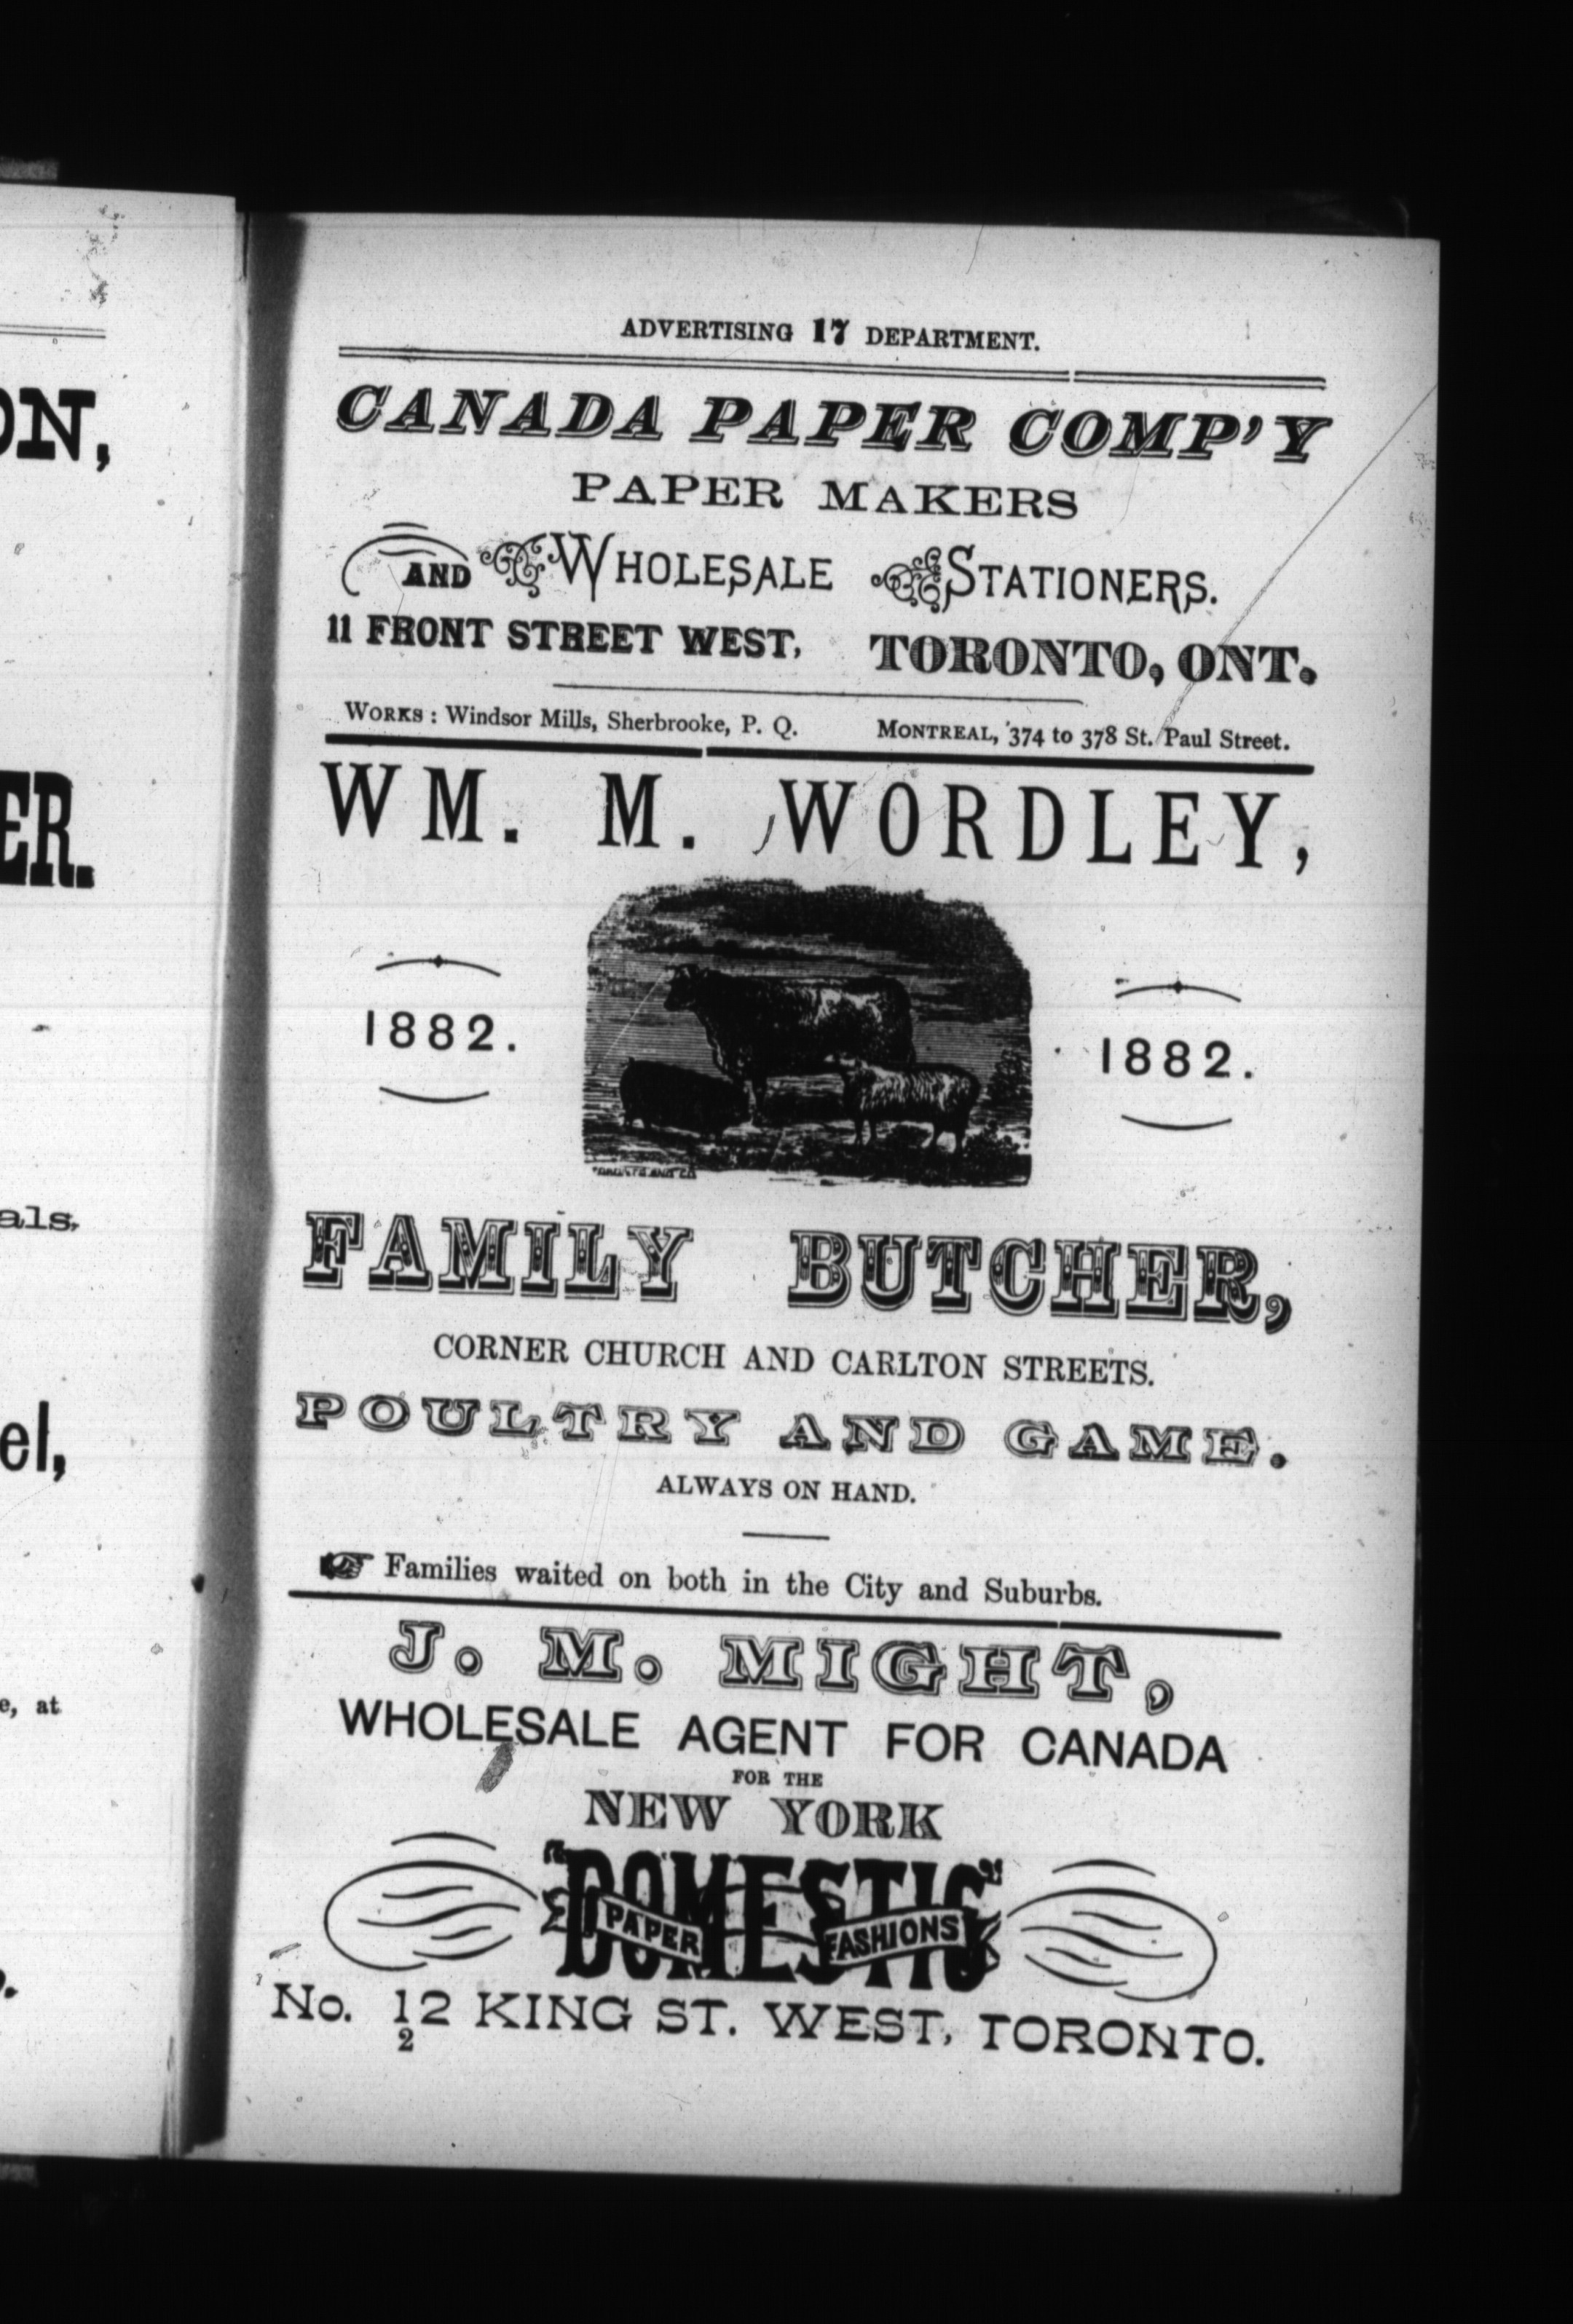 ON,
ER.
als,
el,
e, at
ADVERTISING 17 DEPARTMENT.
CANADA PAPER COMP'Y
PAPER MAKERS
AND WHOLESALE STATIONERS.
11 FRONT STREET WEST, TORONTO, ONT.
WORKS: Windsor Mills, Sherbrooke, P. Q. MONTREAL, 374 to 378 St. Paul Street.
WM. M. WORDLEY,
1882. 1882.
FAMILY BUTCHER,
CORNER CHURCH AND CARLTON STREETS.
POULTRY AND GAME.
ALWAYS ON HAND.
☞ Families waited on both in the City and Suburbs.
J. M. MIGHT,
WHOLESALE AGENT FOR CANADA
FOR THE
NEW YORK
"DOMESTIC"
PAPER FASHIONS
No. 12 KING ST. WEST, TORONTO.
2